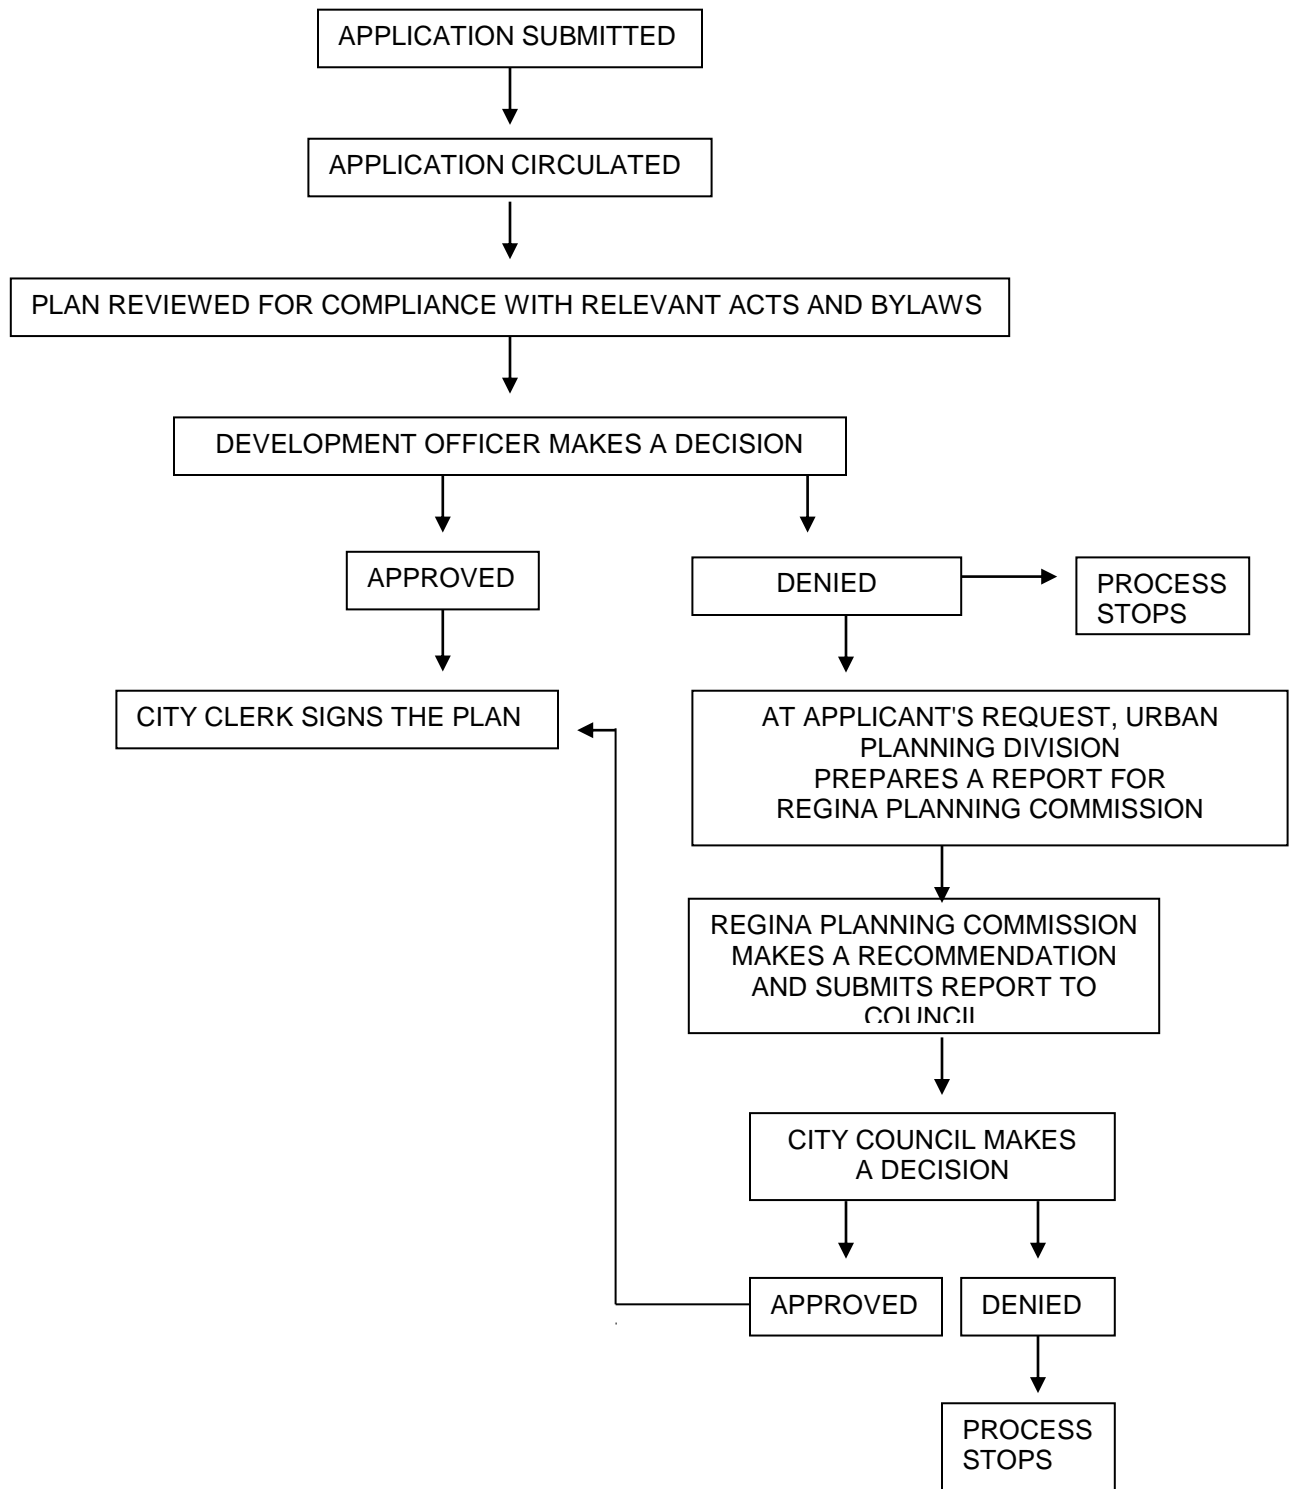 APPLICATION SUBMITTED
APPLICATION CIRCULATED
PLAN REVIEWED FOR COMPLIANCE WITH RELEVANT ACTS AND BYLAWS
DEVELOPMENT OFFICER MAKES A DECISION
APPROVED
DENIED
PROCESS
STOPS
CITY CLERK SIGNS THE PLAN
AT APPLICANT'S REQUEST, URBAN
PLANNING DIVISION
PREPARES A REPORT FOR
REGINA PLANNING COMMISSION
REGINA PLANNING COMMISSION
MAKES A RECOMMENDATION
AND SUBMITS REPORT TO
COUNCIL
CITY COUNCIL MAKES
A DECISION
APPROVED
DENIED
PROCESS
STOPS